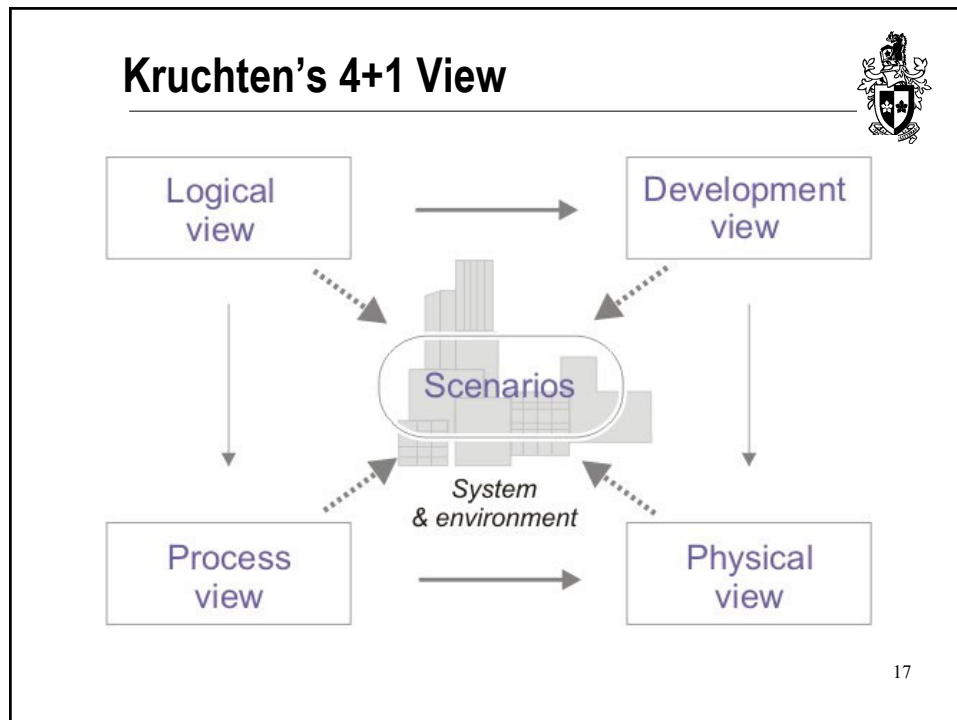 Kruchten's 4+1 View
Logical
view
Development
view
Scenarios
System
& environment
Process
view
Physical
view
17